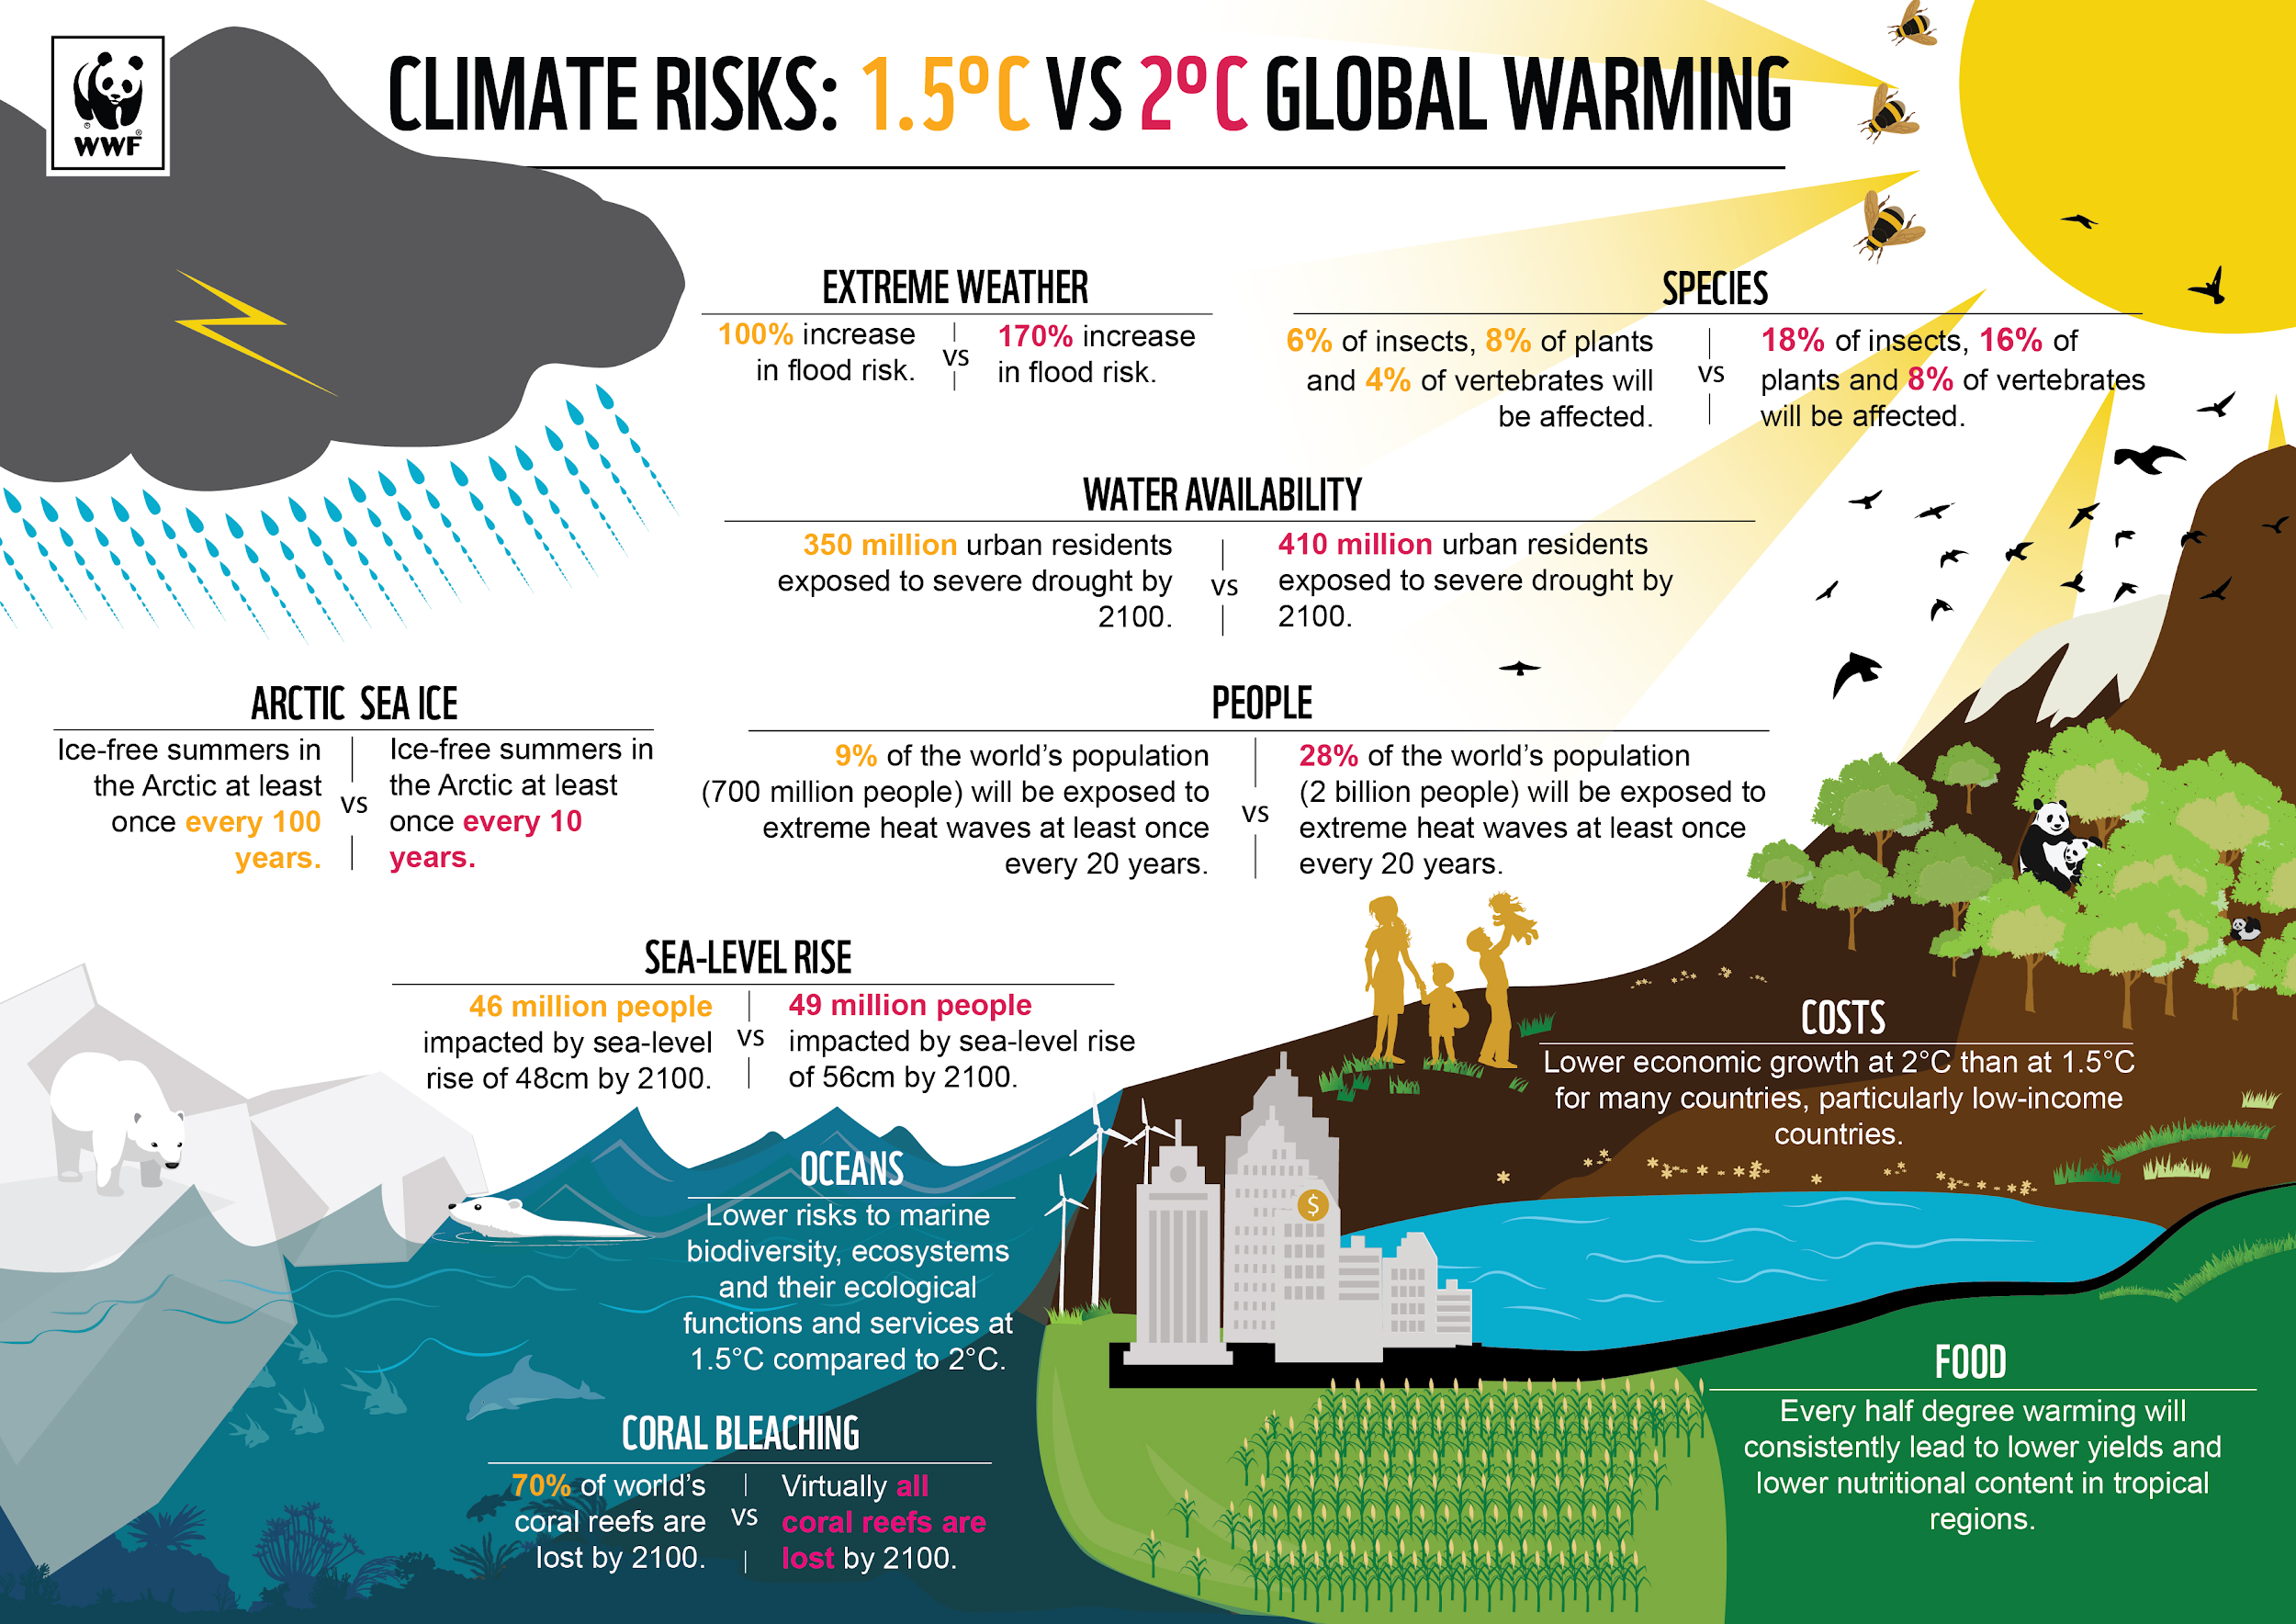 WWF
CLIMATE RISKS: 1.5ºC VS 2ºC GLOBAL WARMING
EXTREME WEATHER
100% increase
in flood risk.
vs
170% increase
in flood risk.
SPECIES
6% of insects, 8% of plants
and 4% of vertebrates will
be affected.
vs
18% of insects, 16% of
plants and 8% of vertebrates
will be affected.
WATER AVAILABILITY
350 million urban residents
exposed to severe drought by
2100.
vs
410 million urban residents
exposed to severe drought by
2100.
ARCTIC SEA ICE
Ice-free summers in
the Arctic at least
once every 100
years.
vs
Ice-free summers in
the Arctic at least
once every 10
years.
PEOPLE
9% of the world’s population
(700 million people) will be exposed to
extreme heat waves at least once
every 20 years.
vs
28% of the world’s population
(2 billion people) will be exposed to
extreme heat waves at least once
every 20 years.
SEA-LEVEL RISE
46 million people
impacted by sea-level
rise of 48cm by 2100.
vs
49 million people
impacted by sea-level rise
of 56cm by 2100.
COSTS
Lower economic growth at 2°C than at 1.5°C
for many countries, particularly low-income
countries.
OCEANS
Lower risks to marine
biodiversity, ecosystems
and their ecological
functions and services at
1.5°C compared to 2°C.
$
FOOD
Every half degree warming will
consistently lead to lower yields and
lower nutritional content in tropical
regions.
CORAL BLEACHING
70% of world’s
coral reefs are
lost by 2100.
vs
Virtually all
coral reefs are
lost by 2100.